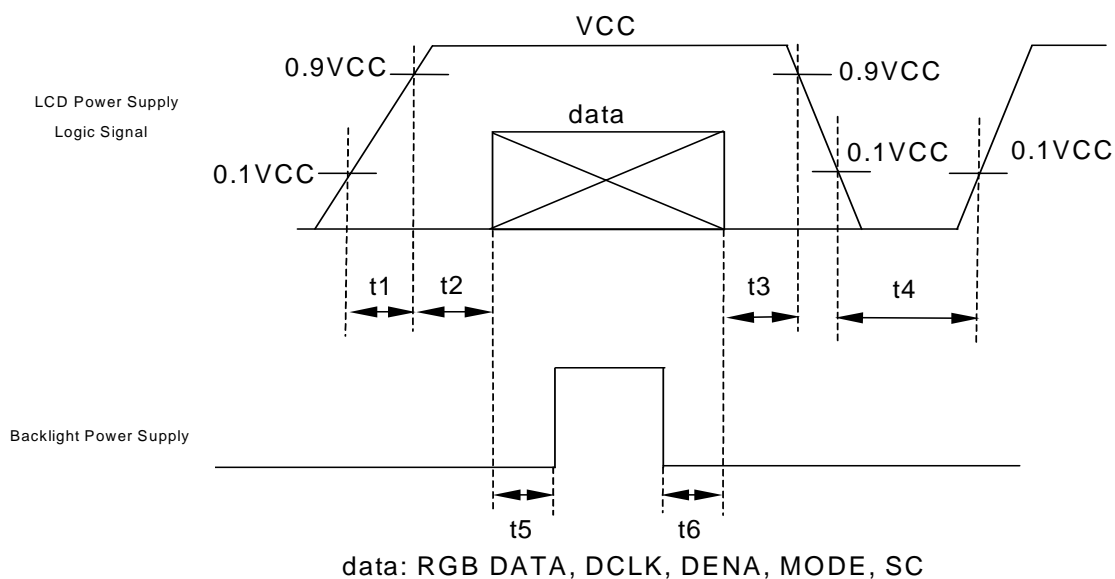 VCC
0.9VCC
0.9VCC
LCD Power Supply
Logic Signal
data
0.1VCC
0.1VCC
0.1VCC
t1
t2
t3
t4
Backlight Power Supply
t5
t6
data: RGB DATA, DCLK, DENA, MODE, SC